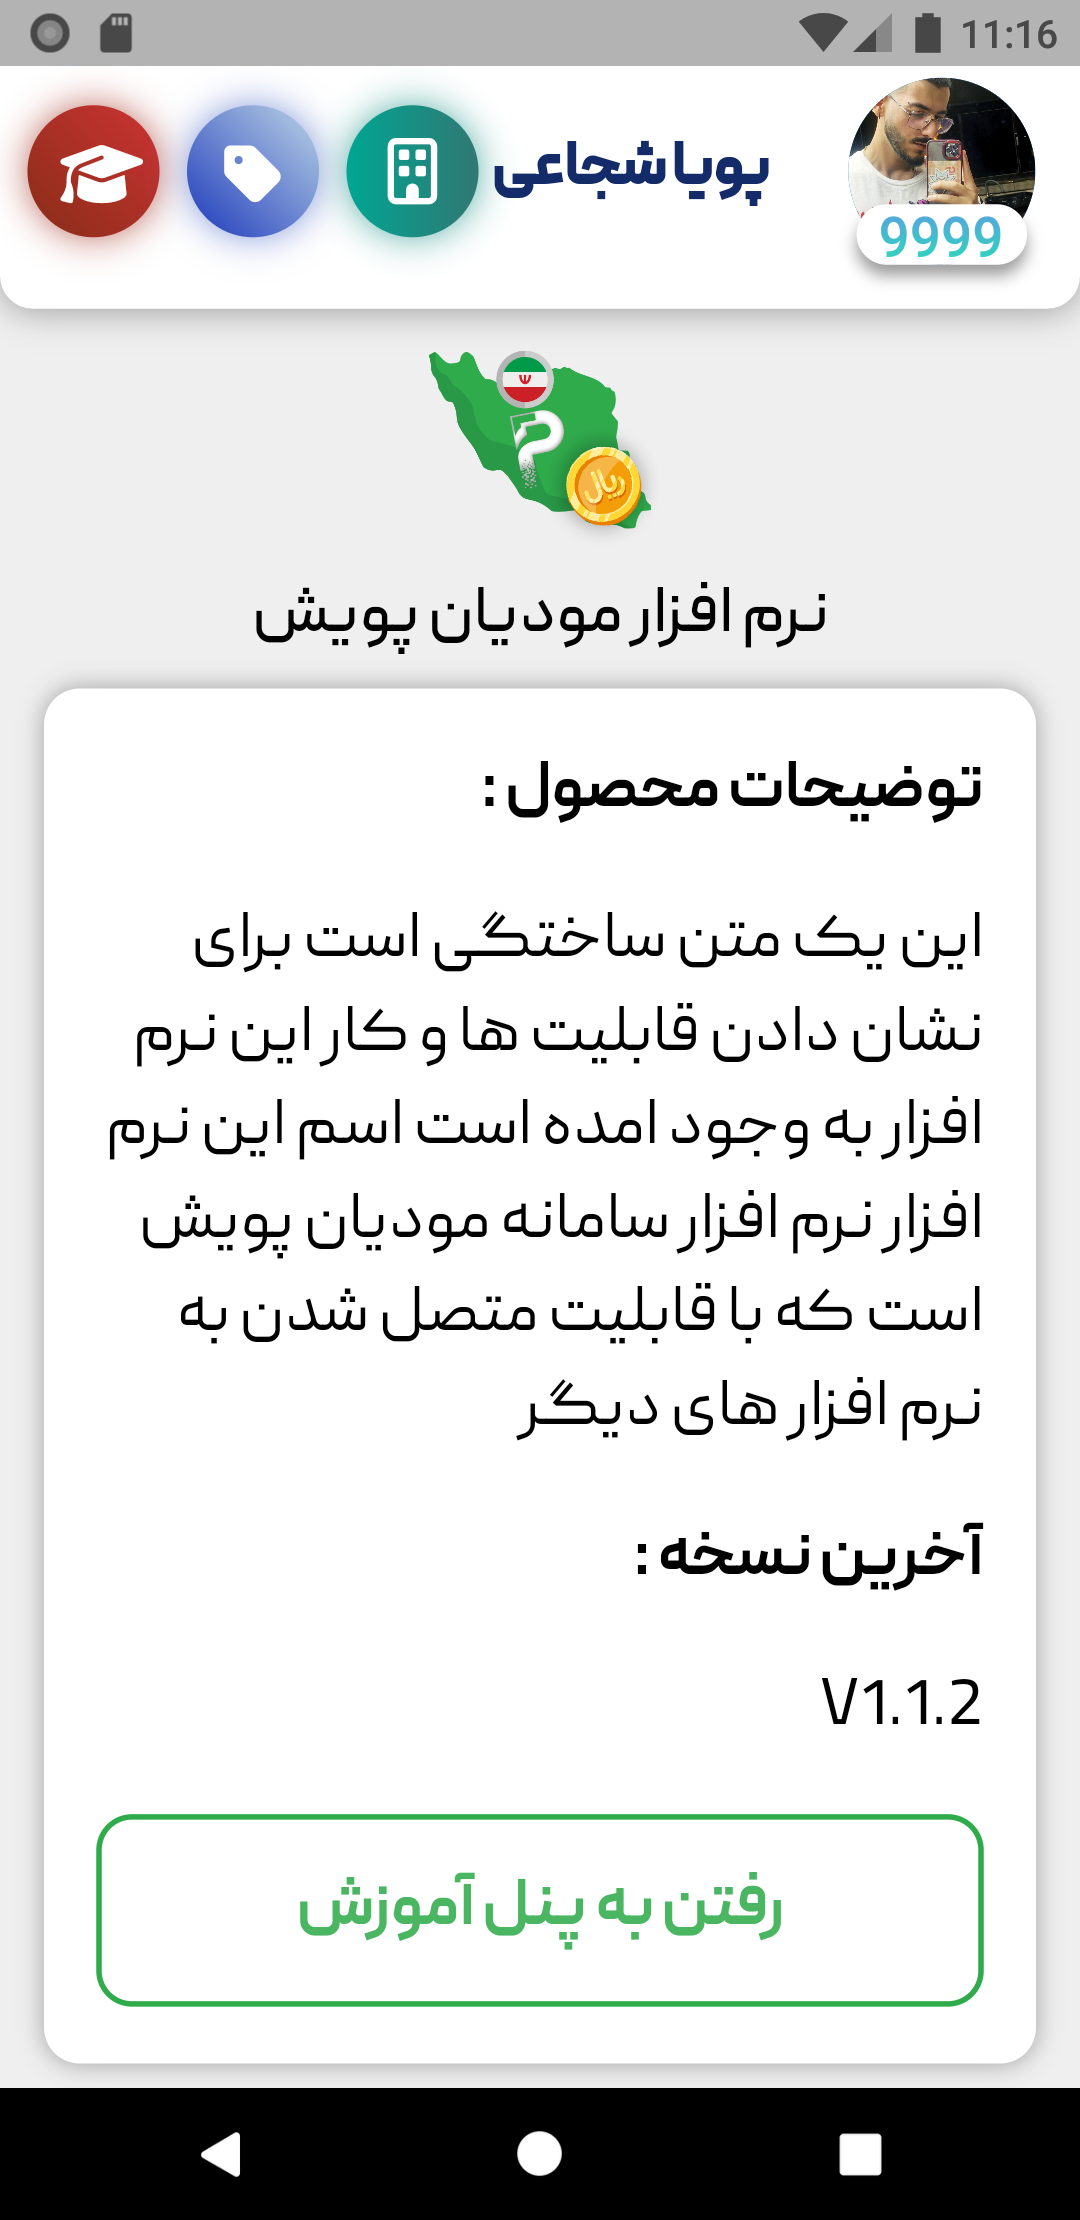 11:16
پویا شجاعی
9999
ریال
نرم افزار مودیان پویش
توضیحات محصول :
این یک متن ساختگی است برای
نشان دادن قابلیت ها و کار این نرم
افزار به وجود امده است اسم این نرم
افزار نرم افزار سامانه مودیان پویش
است که با قابلیت متصل شدن به
نرم افزار های دیگر
آخرین نسخه :
V1.1.2
رفتن به پنل آموزش